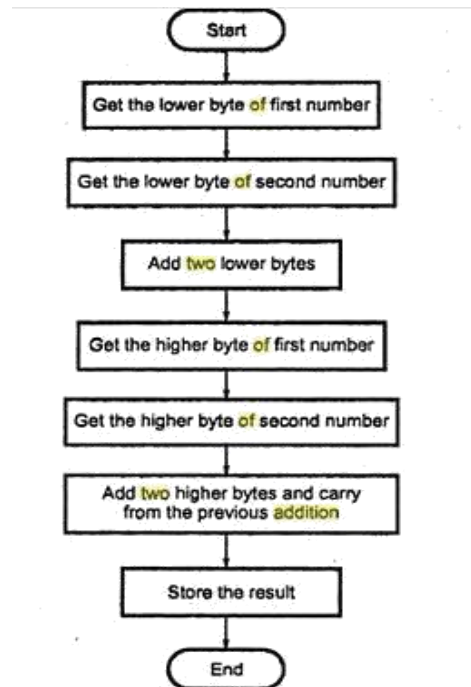 Start
Get the lower byte of first number
Get the lower byte of second number
Add two lower bytes
Get the higher byte of first number
Get the higher byte of second number
Add two higher bytes and carry
from the previous addition
Store the result
End